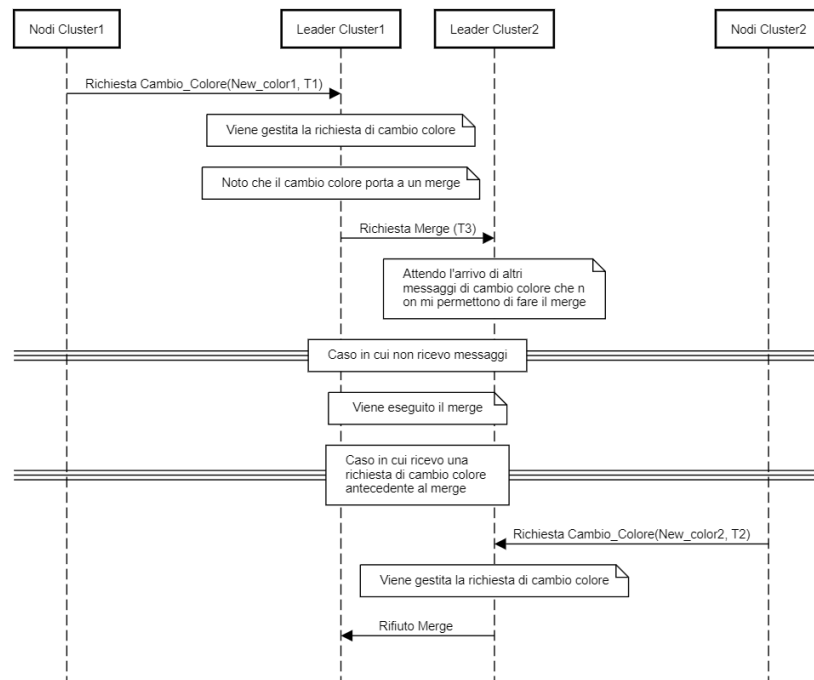 Nodi Cluster1
Leader Cluster1
Leader Cluster2
Nodi Cluster2
Richiesta Cambio_Colore(New_color1, T1)
Viene gestita la richiesta di cambio colore
Noto che il cambio colore porta a un merge
Richiesta Merge (T3)
Attendo l'arrivo di altri
messaggi di cambio colore che n
on mi permettono di fare il merge
Caso in cui non ricevo messaggi
Viene eseguito il merge
Caso in cui ricevo una
richiesta di cambio colore
antecedente al merge
Richiesta Cambio_Colore(New_color2, T2)
Viene gestita la richiesta di cambio colore
Rifiuto Merge